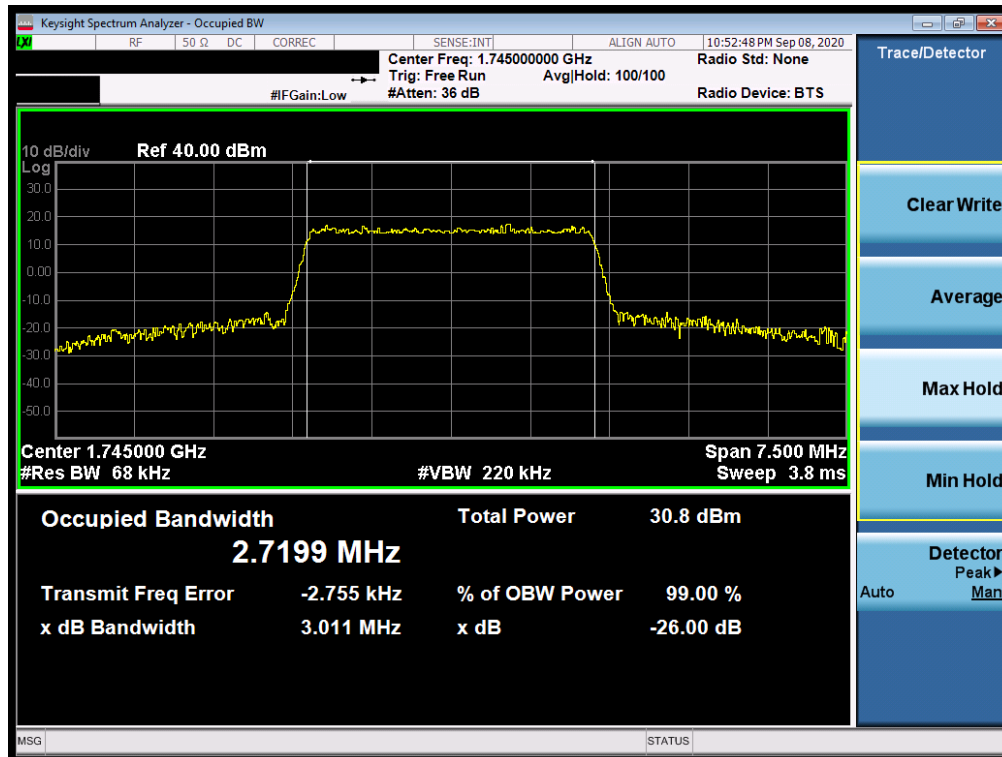 Keysight Spectrum Analyzer - Occupied BW
LXI RF 50 Ω DC CORREC SENSE:INT ALIGN AUTO 10:52:48 PM Sep 08, 2020
Center Freq: 1.745000000 GHz Radio Std: None
Trig: Free Run Avg|Hold: 100/100
#IFGain:Low #Atten: 36 dB Radio Device: BTS
10 dB/div Ref 40.00 dBm
Log
30.0
20.0
10.0
0.00
-10.0
-20.0
-30.0
-40.0
-50.0
Center 1.745000 GHz Span 7.500 MHz
#Res BW 68 kHz #VBW 220 kHz Sweep 3.8 ms
Occupied Bandwidth Total Power 30.8 dBm
2.7199 MHz
Transmit Freq Error -2.755 kHz % of OBW Power 99.00 %
x dB Bandwidth 3.011 MHz x dB -26.00 dB
MSG STATUS
Trace/Detector
Clear Write
Average
Max Hold
Min Hold
Detector
Peak▶
Auto Man